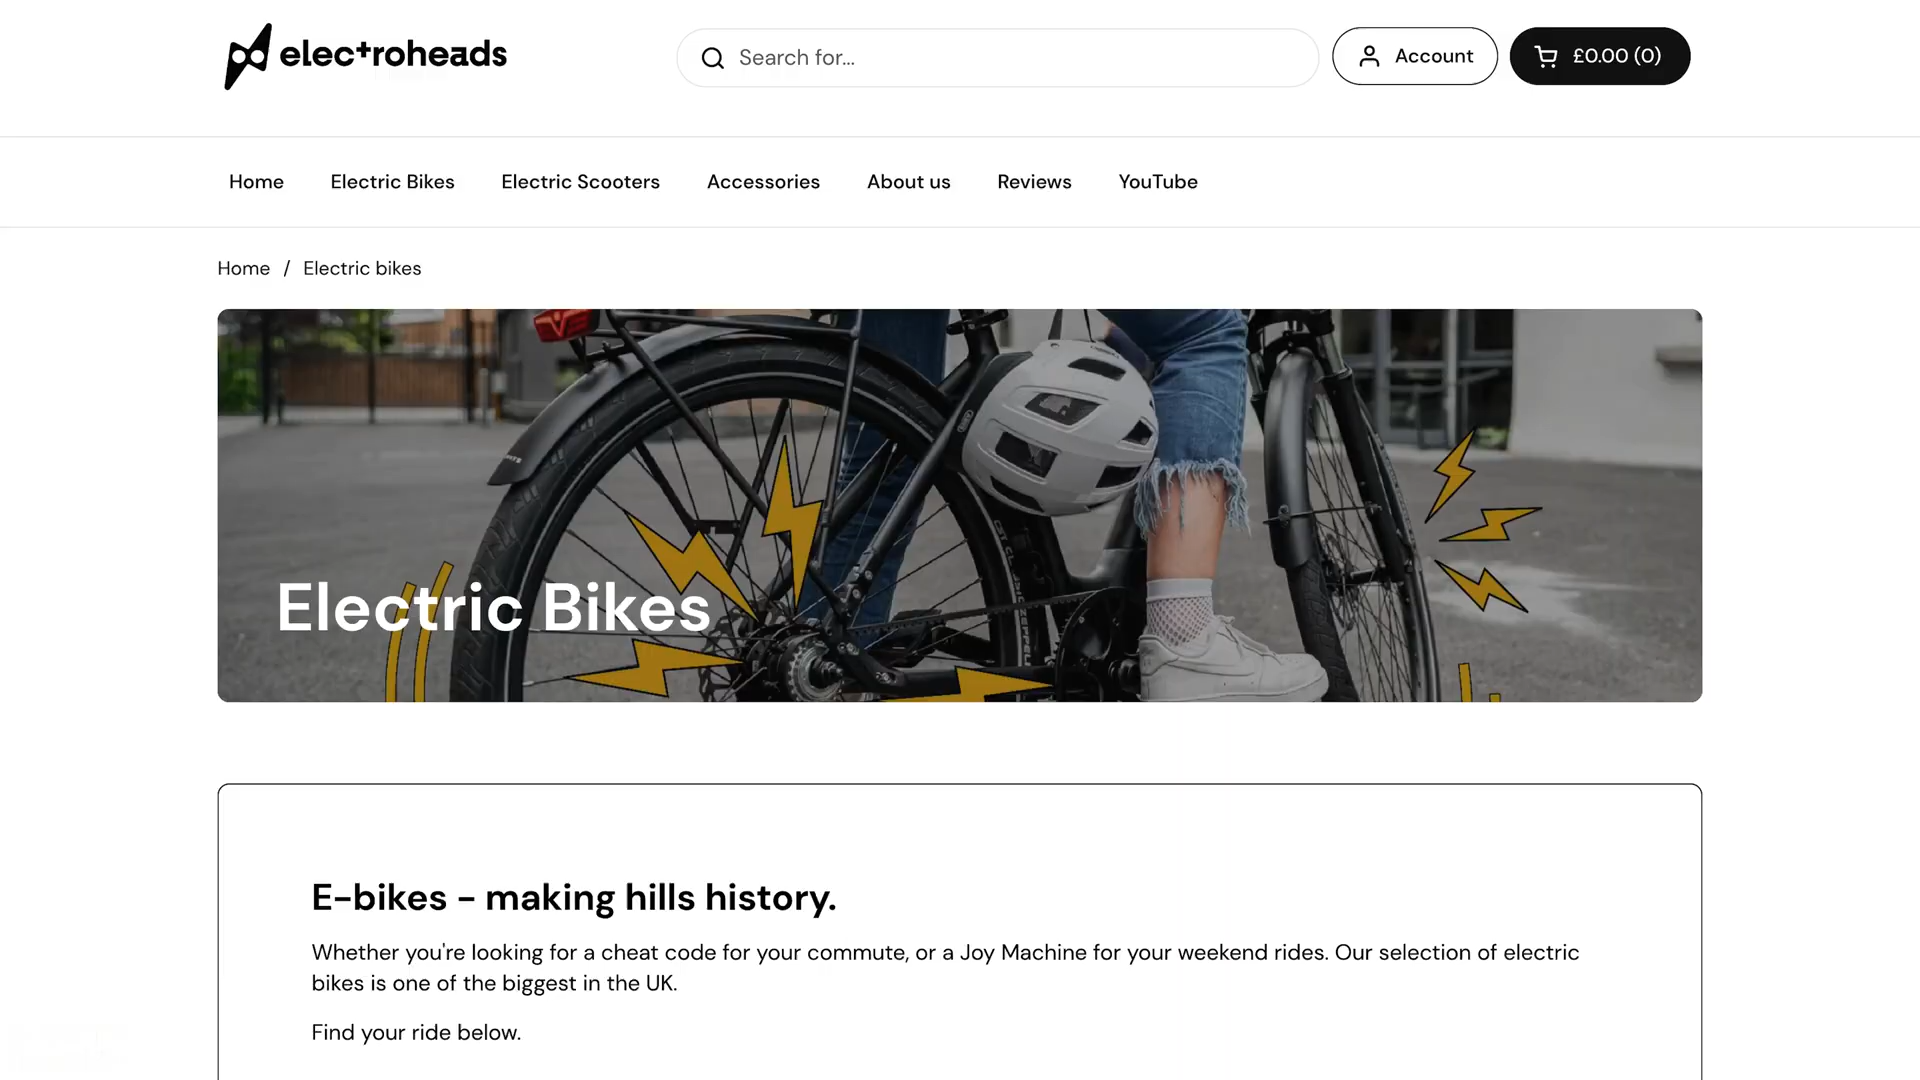 elec+roheads
Search for...
Account
£0.00 (0)
Home
Electric Bikes
Electric Scooters
Accessories
About us
Reviews
YouTube
Home / Electric bikes
Electric Bikes
E-bikes - making hills history.
Whether you're looking for a cheat code for your commute, or a Joy Machine for your weekend rides. Our selection of electric
bikes is one of the biggest in the UK.
Find your ride below.